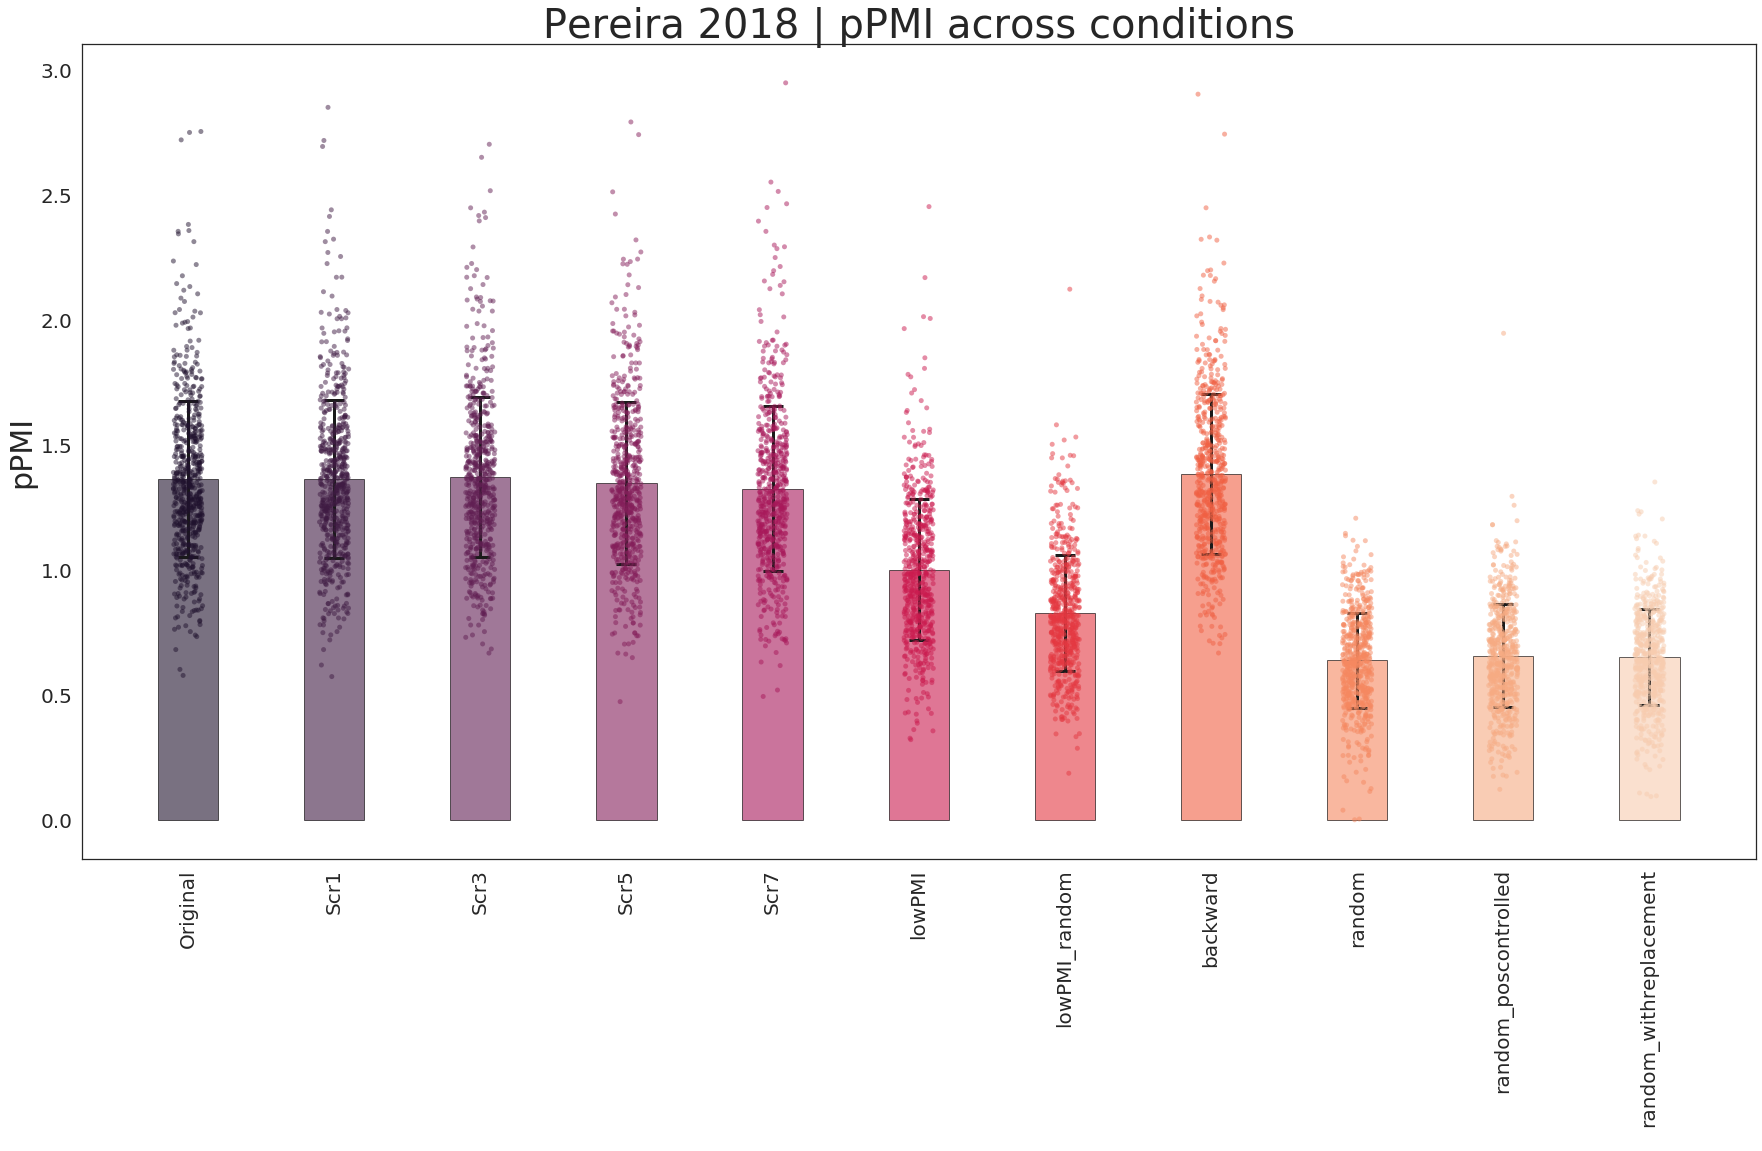 Pereira 2018 | pPMI across conditions
pPMI
3.0
2.5
2.0
1.5
1.0
0.5
0.0
Original
Scr1
Scr3
Scr5
Scr7
lowPMI
lowPMI_random
backward
random
random_poscontrolled
random_withreplacement